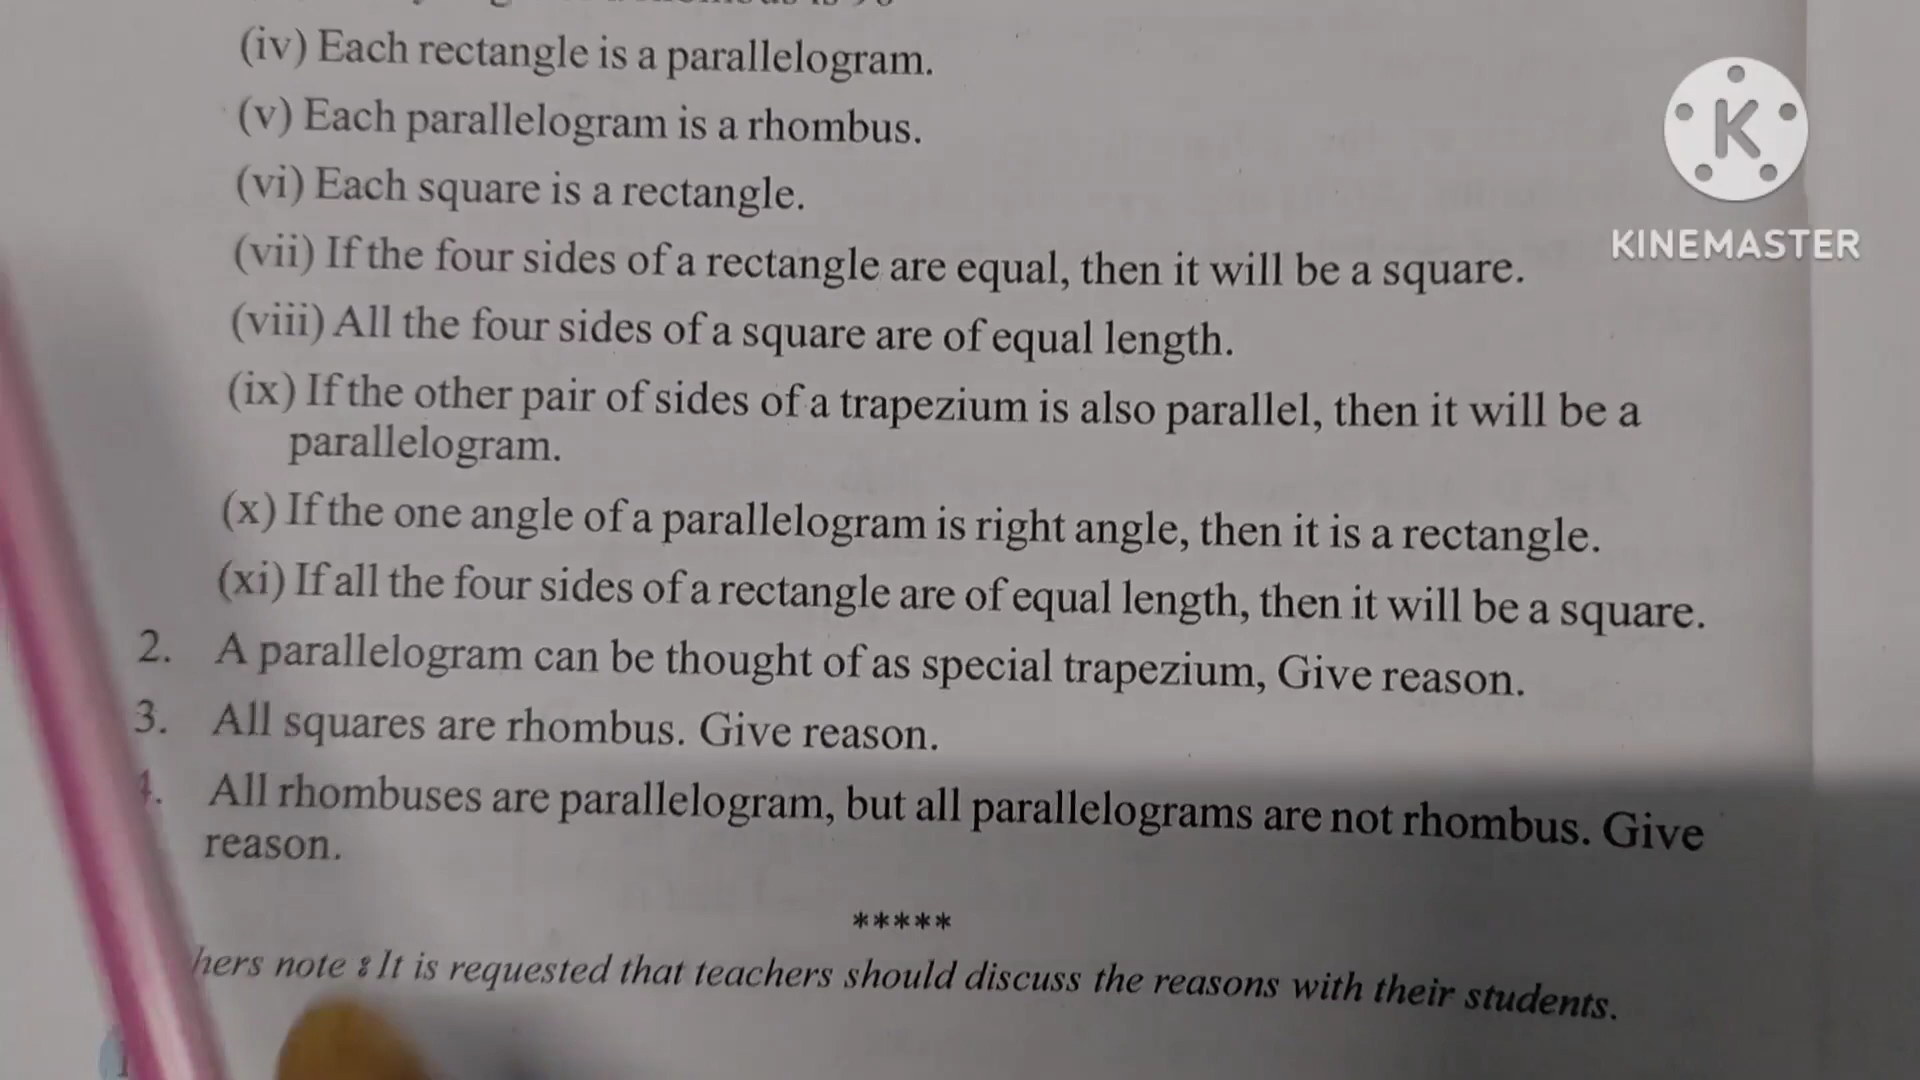 (iv) Each rectangle is a parallelogram.
(v) Each parallelogram is a rhombus.
(vi) Each square is a rectangle.
(vii) If the four sides of a rectangle are equal, then it will be a square.
(viii) All the four sides of a square are of equal length.
(ix) If the other pair of sides of a trapezium is also parallel, then it will be a
parallelogram.
(x) If the one angle of a parallelogram is right angle, then it is a rectangle.
(xi) If all the four sides of a rectangle are of equal length, then it will be a square.
2. A parallelogram can be thought of as special trapezium, Give reason.
3. All squares are rhombus. Give reason.
4. All rhombuses are parallelogram, but all parallelograms are not rhombus. Give
reason.
*****
hers note : It is requested that teachers should discuss the reasons with their students.
K
KINEMASTER